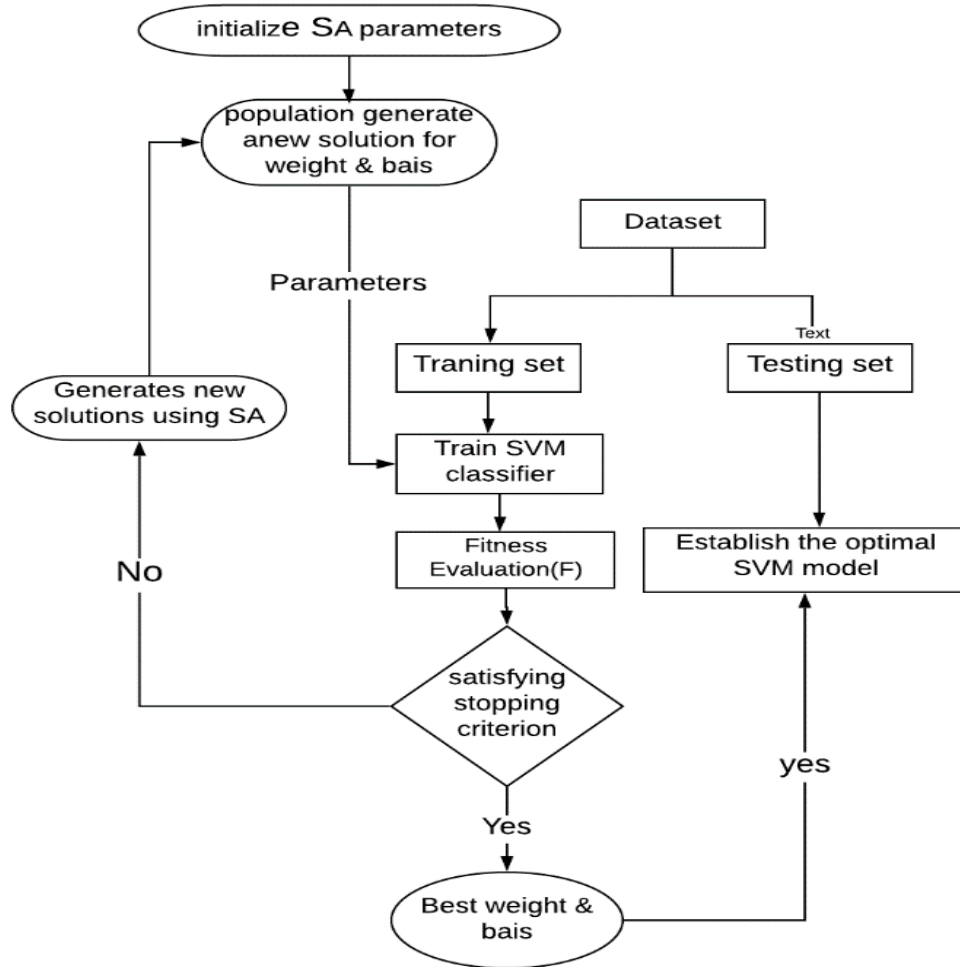 initialize SA parameters
population generate
anew solution for
weight & bais
Dataset
Parameters
Text
Traning set
Testing set
Generates new
solutions using SA
Train SVM
classifier
Fitness
Evaluation(F)
Establish the optimal
SVM model
No
satisfying
stopping
criterion
yes
Yes
Best weight &
bais